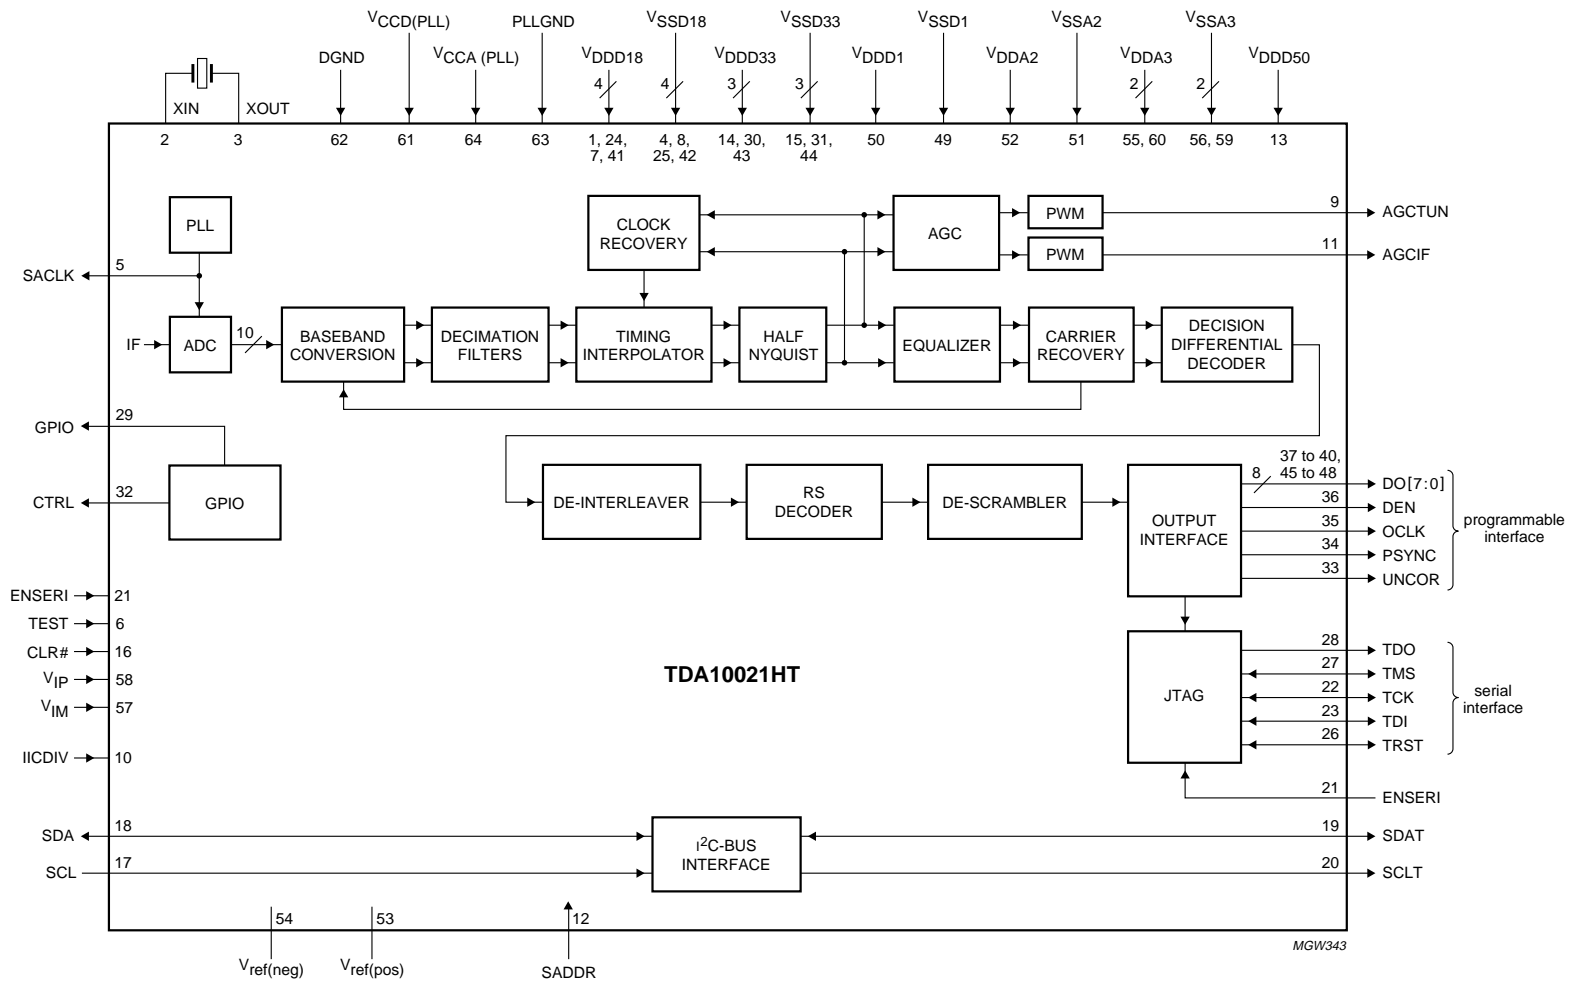 VCCD(PLL)
PLLGND
VSSD18
VSSD33
VSSD1
VSSA2
VSSA3
DGND
VCCA (PLL)
VDDD18
VDDD33
VDDD1
VDDA2
VDDA3
VDDD50
4
4
3
3
2
2
XIN
XOUT
2
3
62
61
64
63
1, 24,
7, 41
4, 8,
25, 42
14, 30,
43
15, 31,
44
50
49
52
51
55, 60
56, 59
13
PLL
CLOCK
RECOVERY
AGC
PWM
9
AGCTUN
PWM
11
AGCIF
SACLK
5
IF
ADC
10
BASEBAND
CONVERSION
DECIMATION
FILTERS
TIMING
INTERPOLATOR
HALF
NYQUIST
EQUALIZER
CARRIER
RECOVERY
DECISION
DIFFERENTIAL
DECODER
GPIO
29
CTRL
32
GPIO
DE-INTERLEAVER
RS
DECODER
DE-SCRAMBLER
OUTPUT
INTERFACE
37 to 40,
8
45 to 48
DO[7:0]
36
DEN
35
OCLK
34
PSYNC
33
UNCOR
programmable
interface
ENSERI
21
TEST
6
CLR#
16
VIP
58
VIM
57
IICDIV
10
TDA10021HT
JTAG
28
TDO
27
TMS
22
TCK
23
TDI
26
TRST
serial
interface
21
ENSERI
SDA
18
SCL
17
I2C-BUS
INTERFACE
19
SDAT
20
SCLT
54
53
12
Vref(neg)
Vref(pos)
SADDR
MGW343